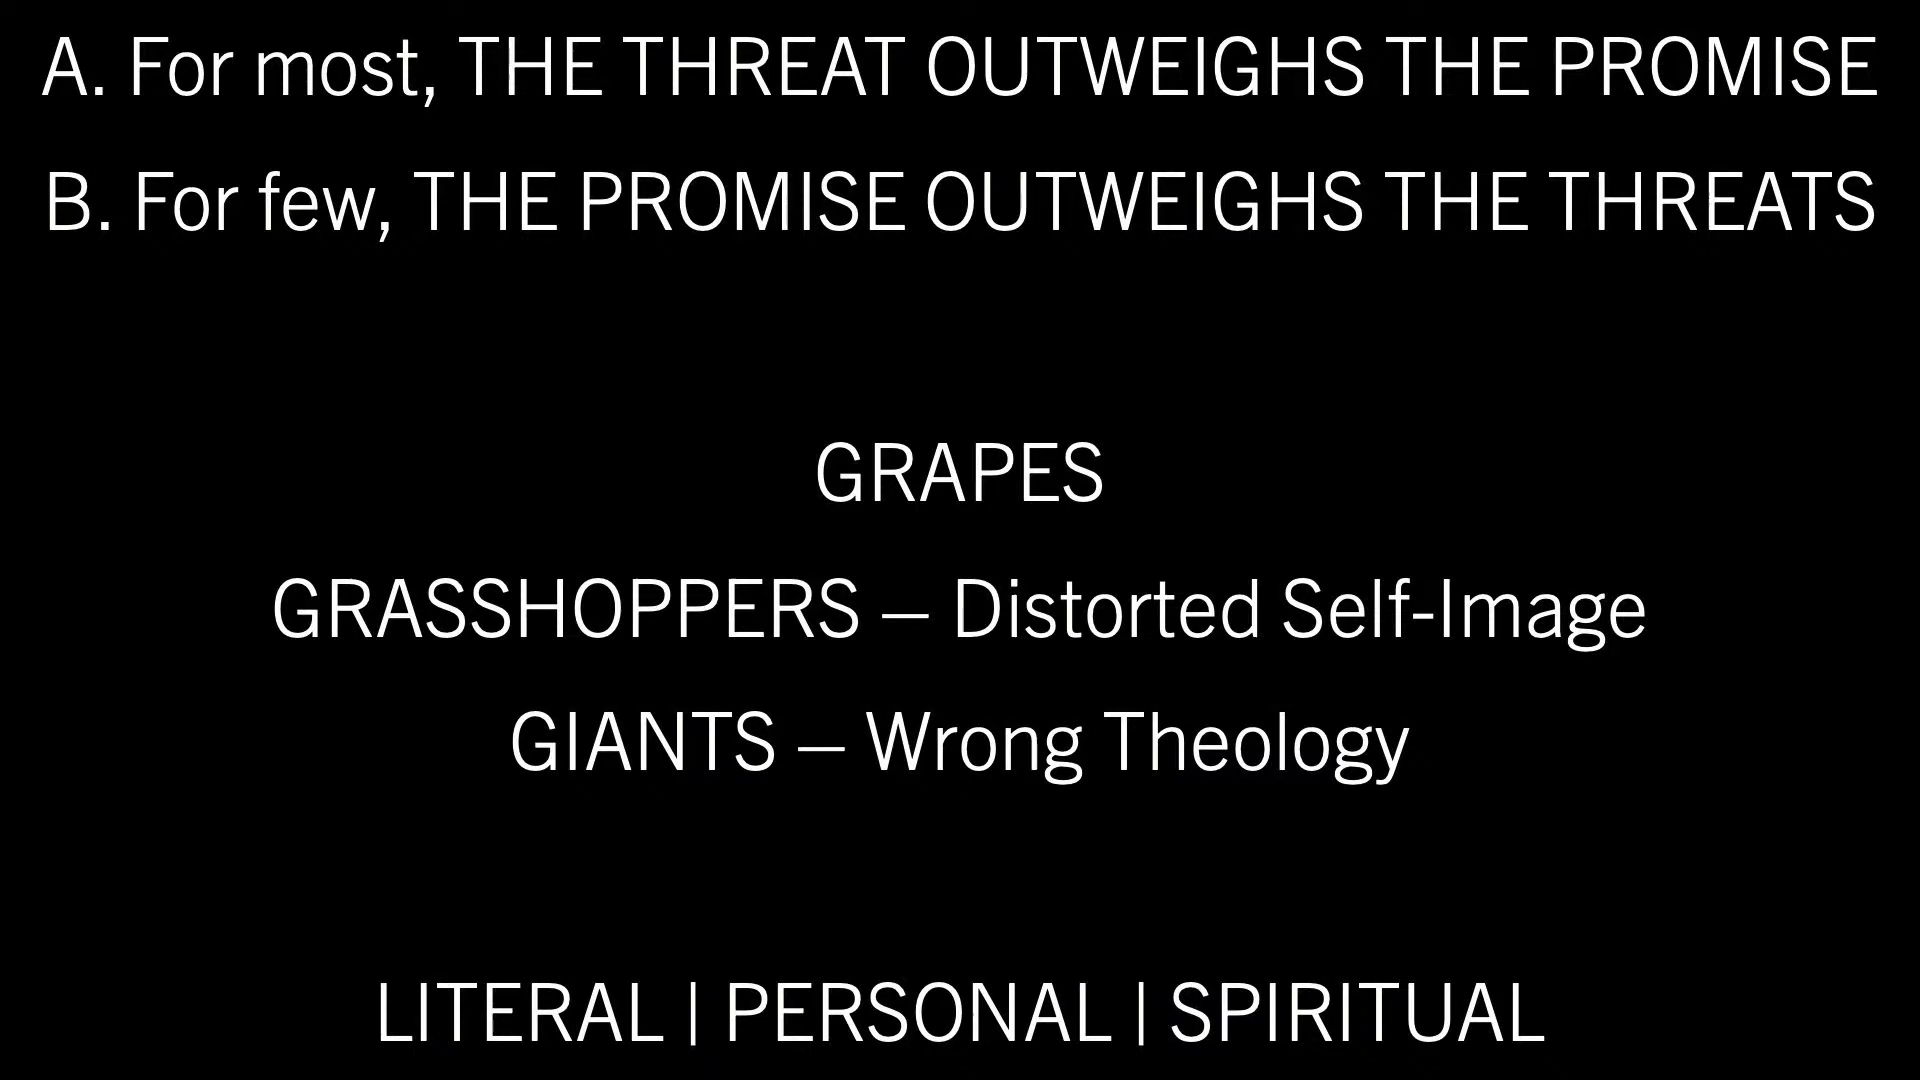 A. For most, THE THREAT OUTWEIGHS THE PROMISE
B. For few, THE PROMISE OUTWEIGHS THE THREATS
GRAPES
GRASSHOPPERS – Distorted Self-Image
GIANTS – Wrong Theology
LITERAL | PERSONAL | SPIRITUAL